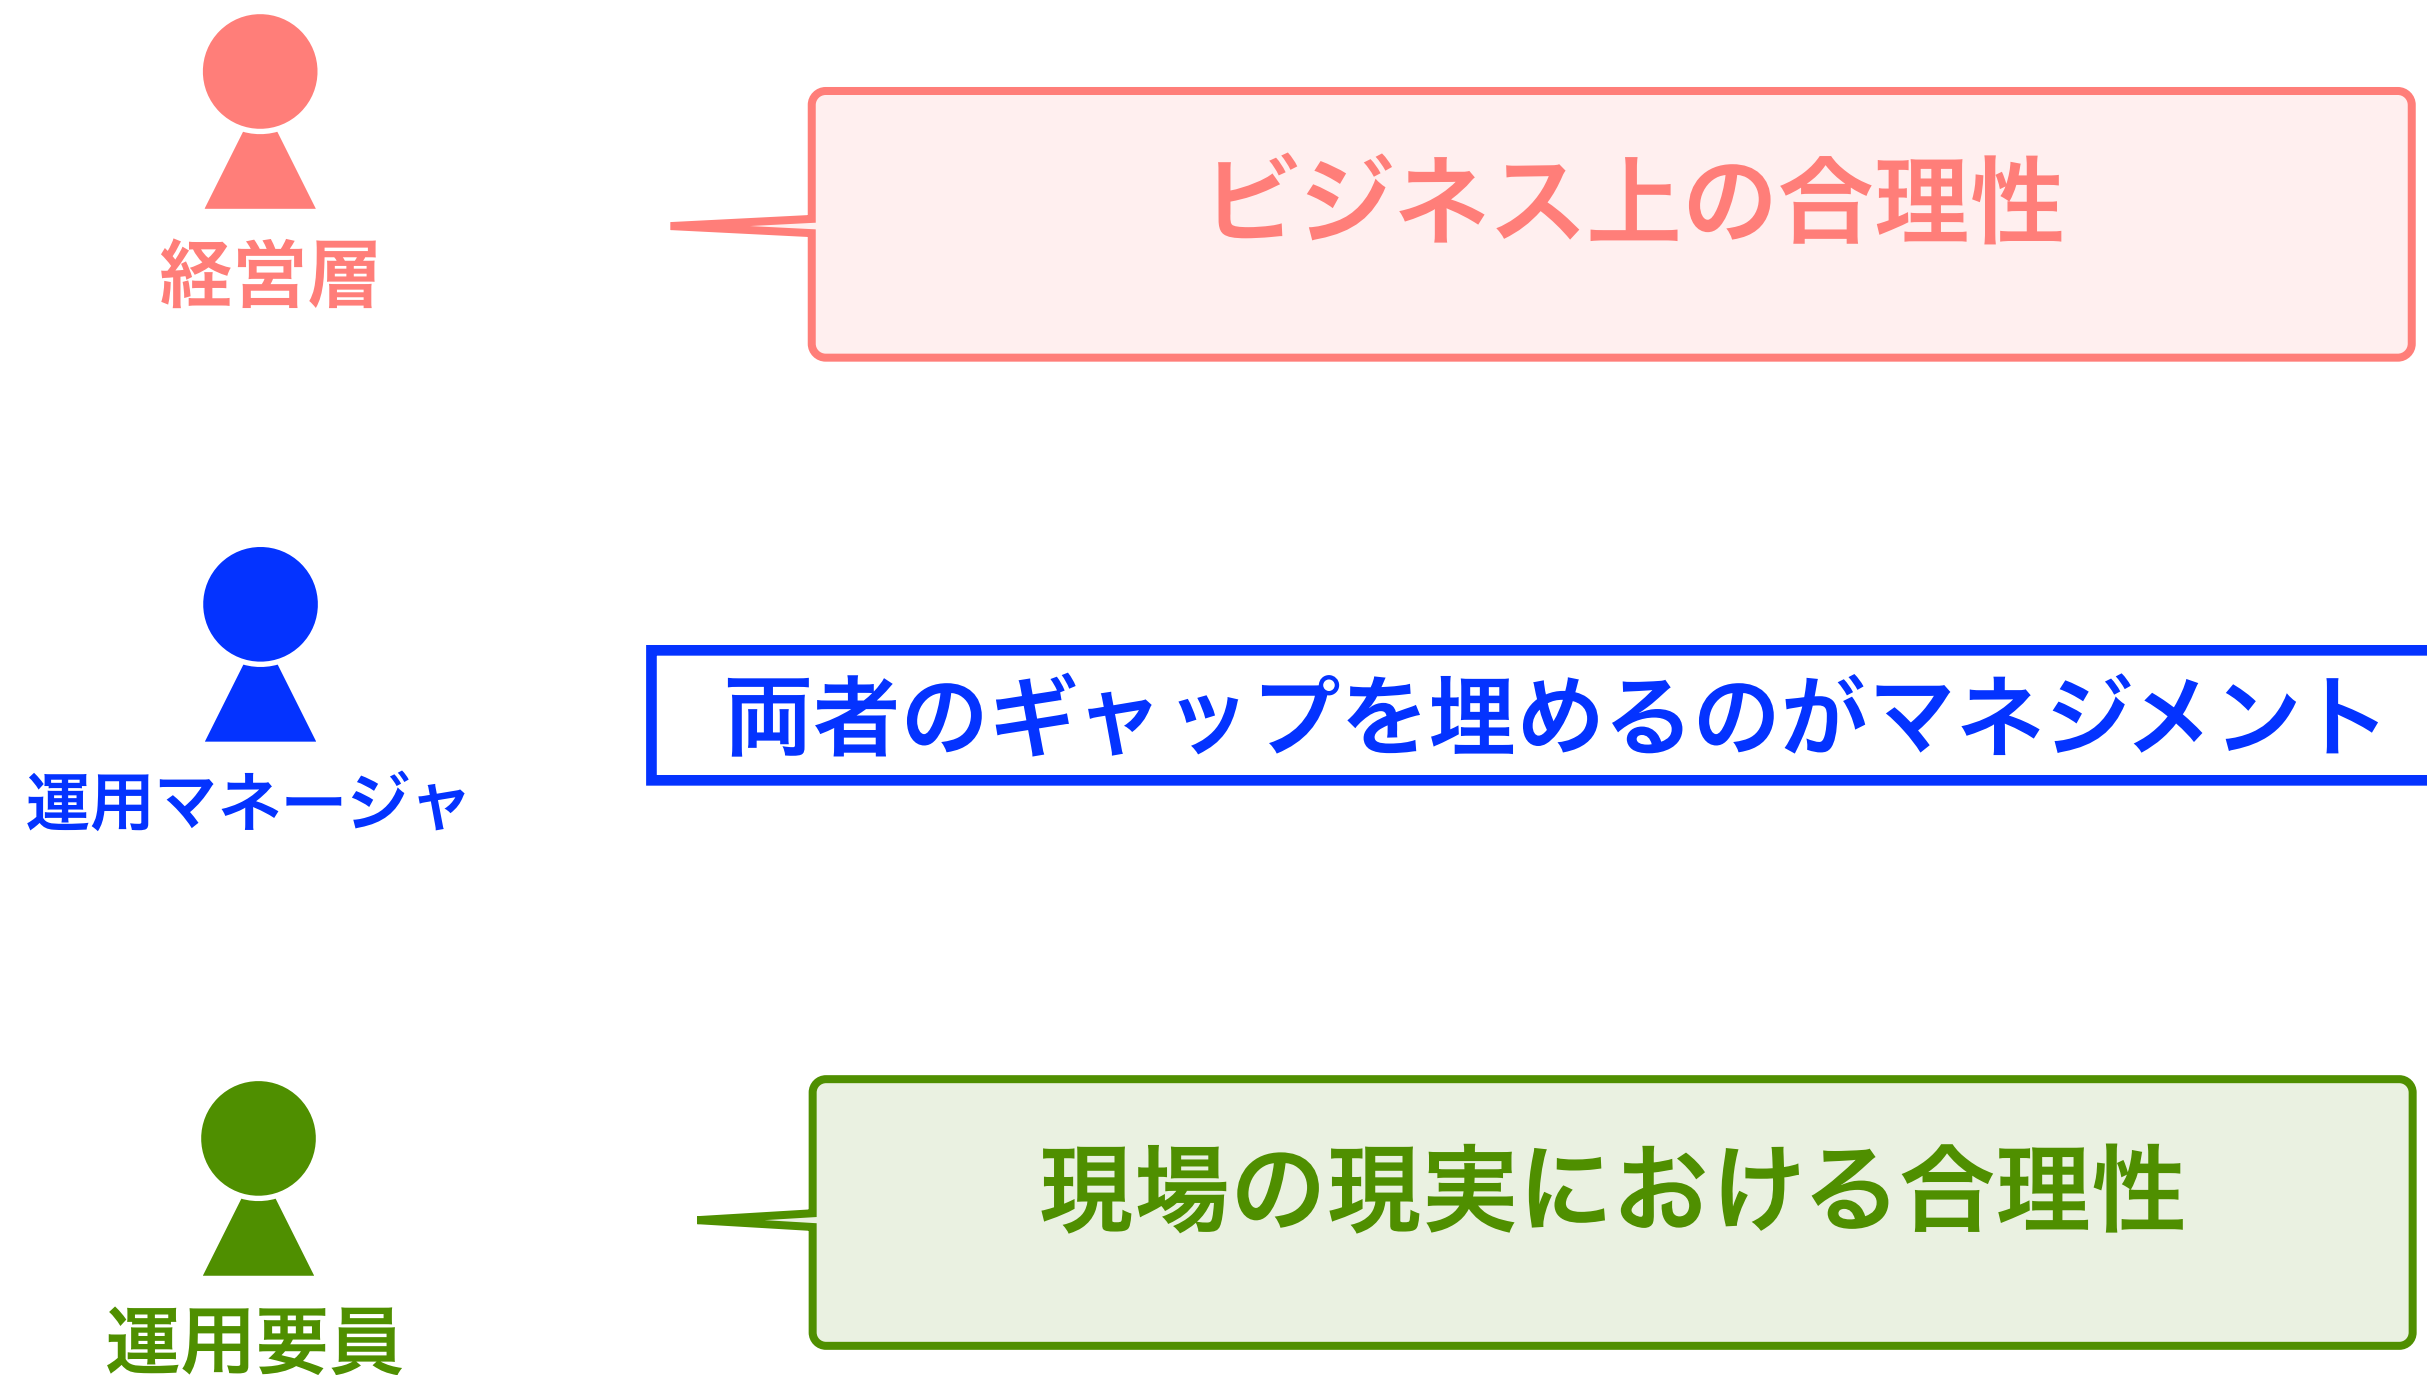 ビジネス上の合理性
経営層
両者のギャップを埋めるのがマネジメント
運用マネージャ
現場の現実における合理性
運用要員